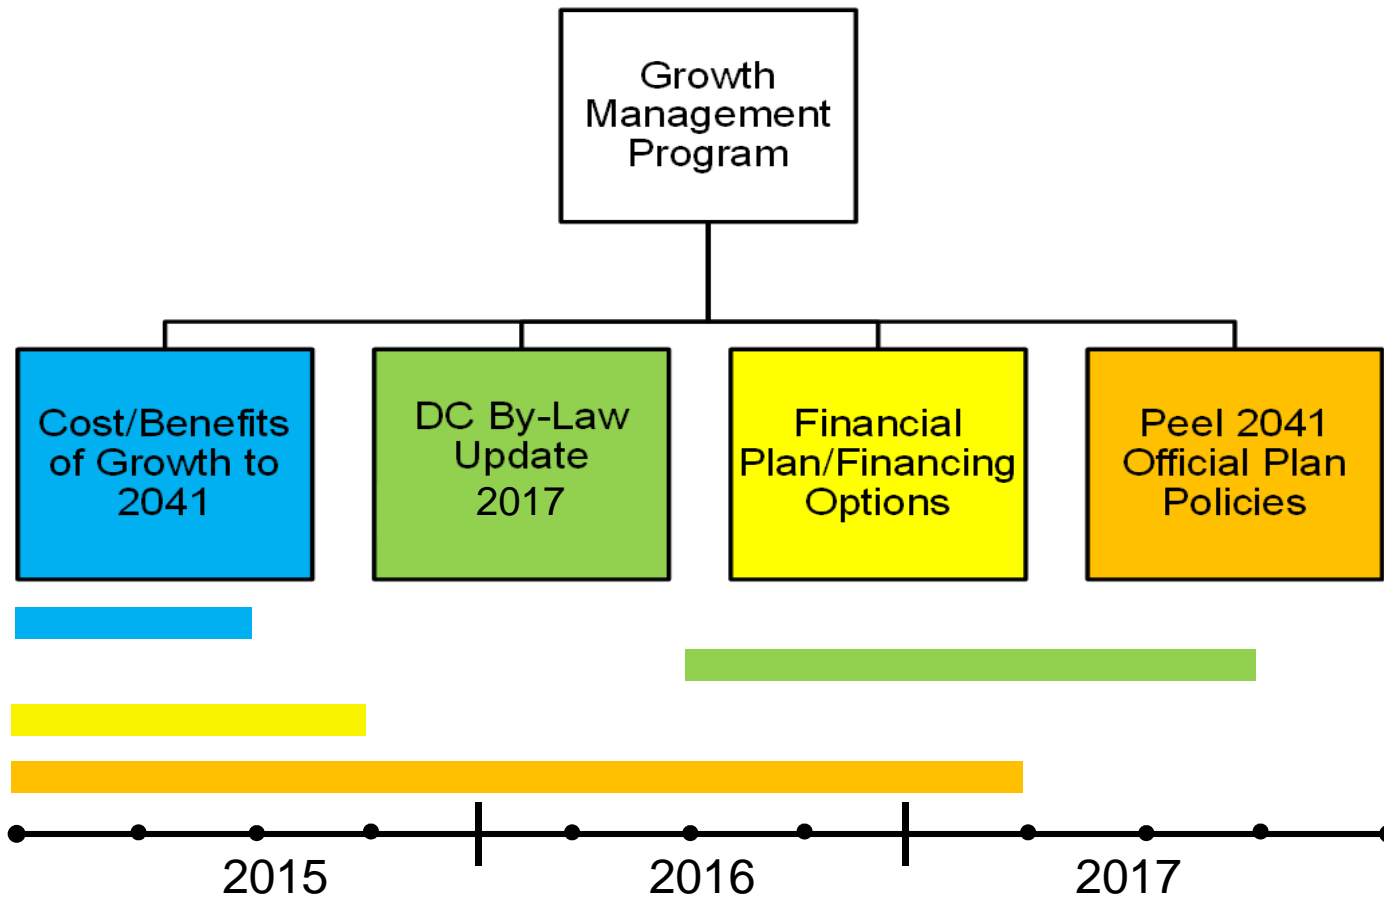 Growth
Management
Program
Cost/Benefits
of Growth to
2041
DC By-Law
Update
2017
Financial
Plan/Financing
Options
Peel 2041
Official Plan
Policies
2015
2016
2017